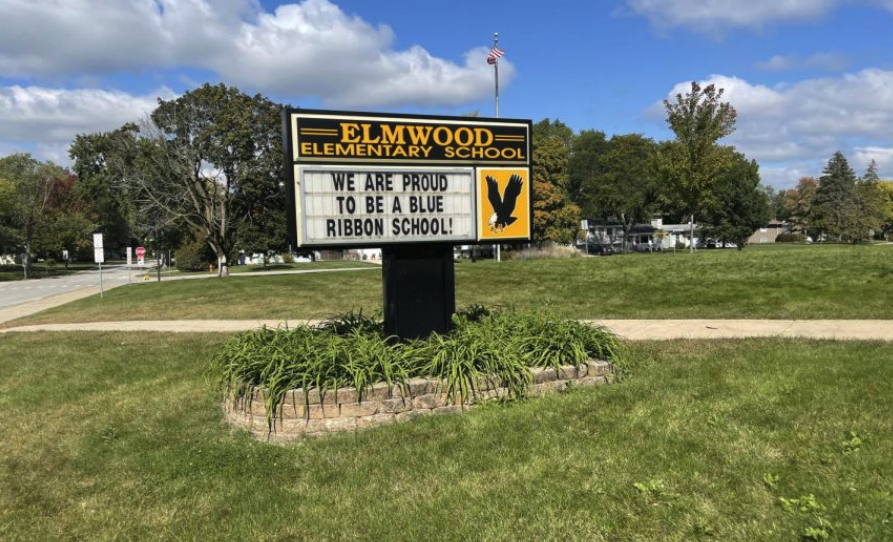 ELMWOOD
ELEMENTARY SCHOOL
WE ARE PROUD
TO BE A BLUE
RIBBON SCHOOL!